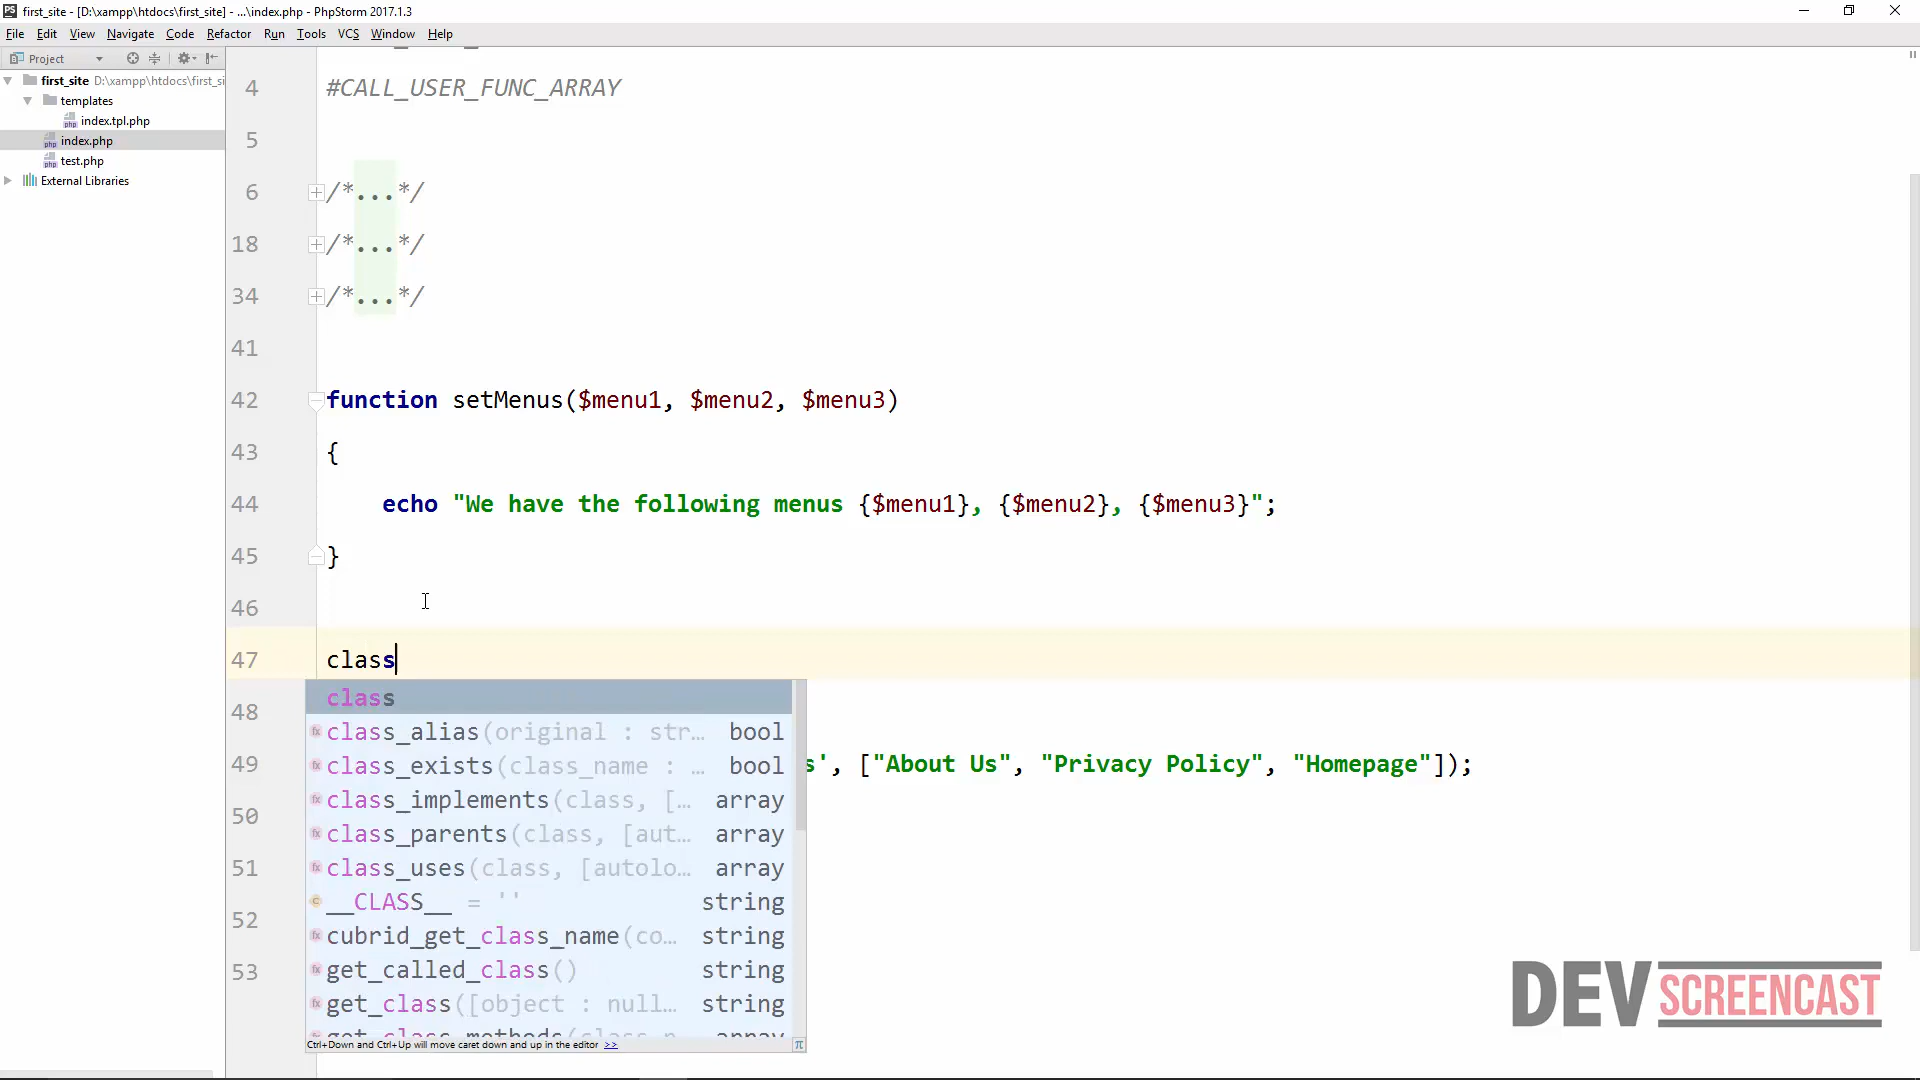 first_site - [D:\xampp\htdocs\first_site] - ...\index.php - PhpStorm 2017.1.3
File Edit View Navigate Code Refactor Run Tools VCS Window Help
Project
first_site D:\xampp\htdocs\first_si
templates
index.tpl.php
index.php
test.php
External Libraries
4 #CALL_USER_FUNC_ARRAY
5
6 /*...*/
18 /*...*/
34 /*...*/
41
42 function setMenus($menu1, $menu2, $menu3)
43 {
44 echo "We have the following menus {$menu1}, {$menu2}, {$menu3}";
45 }
46
47 class
48
49 s', ["About Us", "Privacy Policy", "Homepage"]);
50
51
52
53
class
class_alias(original : str… bool
class_exists(class_name : … bool
class_implements(class, [… array
class_parents(class, [aut… array
class_uses(class, [autolo… array
__CLASS__ = '' string
cubrid_get_class_name(co… string
get_called_class() string
get_class([object : null… string
Ctrl+Down and Ctrl+Up will move caret down and up in the editor >> π
DEV SCREENCAST